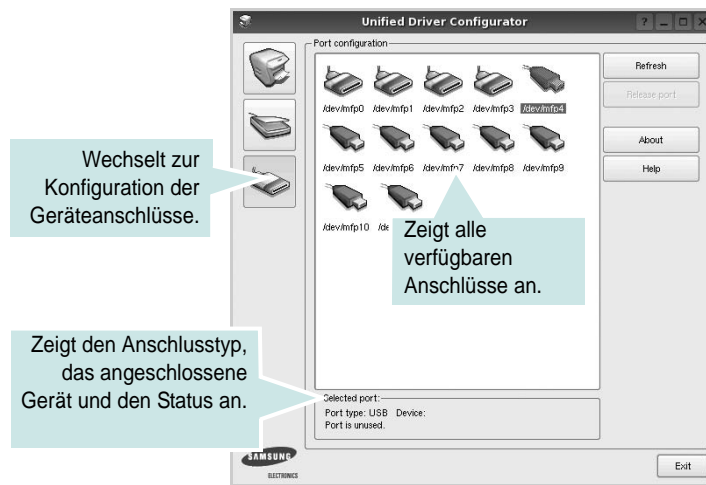 Unified Driver Configurator
Port configuration
/dev/mfp0 /dev/mfp1 /dev/mfp2 /dev/mfp3 /dev/mfp4
/dev/mfp5 /dev/mfp6 /dev/mfp7 /dev/mfp8 /dev/mfp9
/dev/mfp10
Refresh
Release port
About
Help
Wechselt zur
Konfiguration der
Geräteanschlüsse.
Zeigt alle
verfügbaren
Anschlüsse an.
Zeigt den Anschlusstyp,
das angeschlossene
Gerät und den Status an.
Selected port:
Port type: USB Device:
Port is unused.
SAMSUNG
ELECTRONICS
Exit